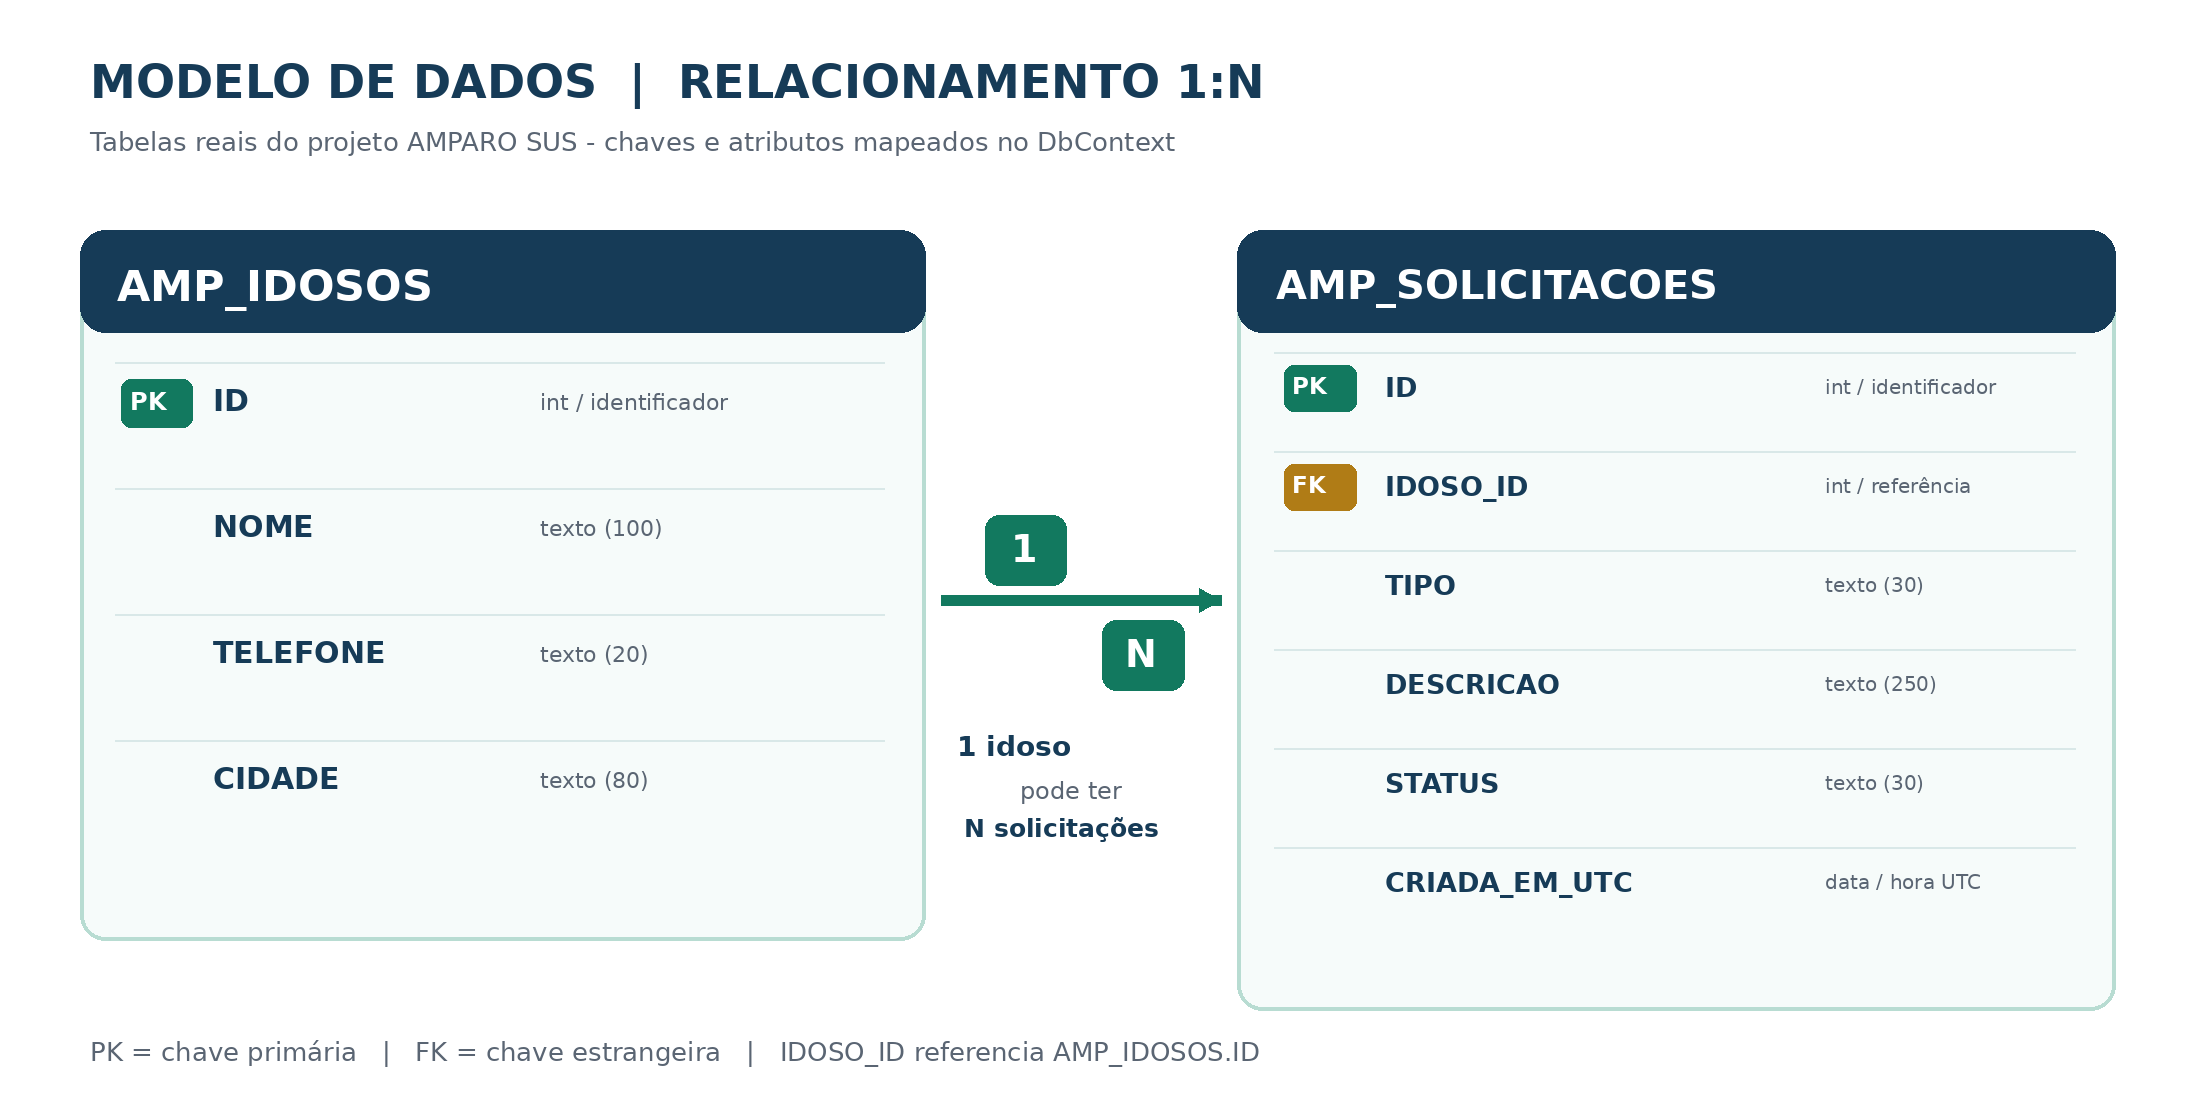 MODELO DE DADOS | RELACIONAMENTO 1:N
Tabelas reais do projeto AMPARO SUS - chaves e atributos mapeados no DbContext
AMP_IDOSOS
PK ID int / identificador
NOME texto (100)
TELEFONE texto (20)
CIDADE texto (80)
1
N
1 idoso
pode ter
N solicitações
AMP_SOLICITACOES
PK ID int / identificador
FK IDOSO_ID int / referência
TIPO texto (30)
DESCRICAO texto (250)
STATUS texto (30)
CRIADA_EM_UTC data / hora UTC
PK = chave primária | FK = chave estrangeira | IDOSO_ID referencia AMP_IDOSOS.ID